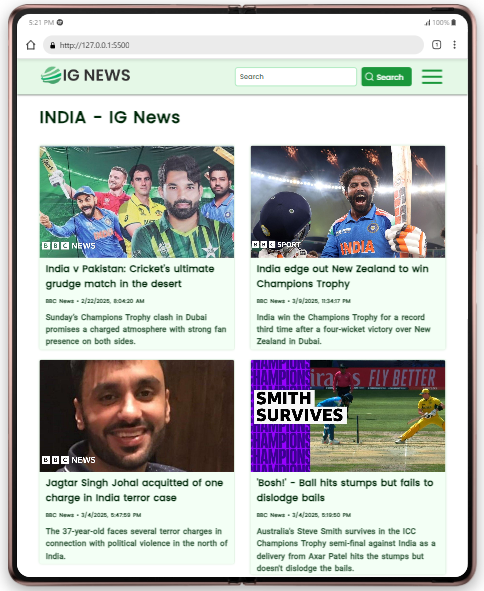 5:21 PM
100%
http://127.0.0.1:5500
1
IG NEWS
Search
Search
INDIA - IG News
BBC NEWS
INDIA
BBC SPORT
India v Pakistan: Cricket's ultimate
grudge match in the desert
BBC News • 2/22/2025, 8:04:20 AM
Sunday's Champions Trophy clash in Dubai
promises a charged atmosphere with strong fan
presence on both sides.
India edge out New Zealand to win
Champions Trophy
BBC News • 3/9/2025, 11:34:17 PM
India win the Champions Trophy for a record
third time after a four-wicket victory over New
Zealand in Dubai.
BBC NEWS
HAMPIONS
SMITH
SURVIVES
FLY BETTER
Jagtar Singh Johal acquitted of one
charge in India terror case
BBC News • 3/4/2025, 5:47:59 PM
The 37-year-old faces several terror charges in
connection with political violence in the north of
India.
'Bosh!' - Ball hits stumps but fails to
dislodge bails
BBC News • 3/4/2025, 5:19:50 PM
Australia's Steve Smith survives in the ICC
Champions Trophy semi-final against India as a
delivery from Axar Patel hits the stumps but
doesn't dislodge the bails.